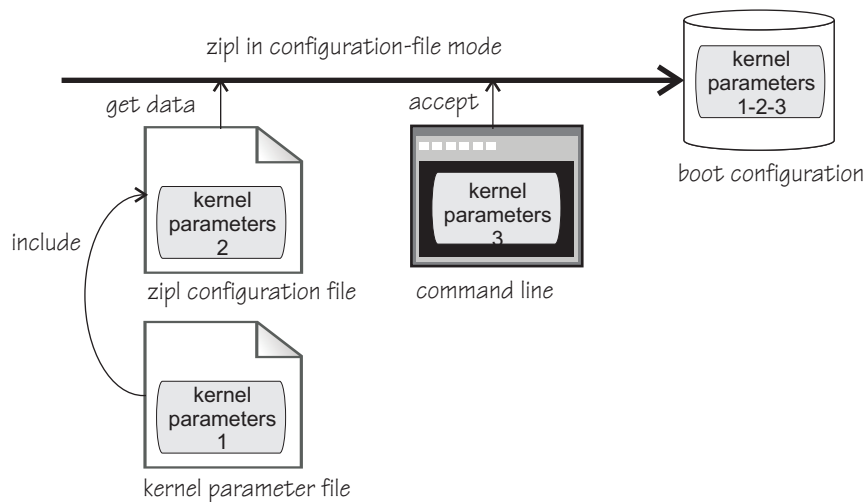 zipl in configuration-file mode
kernel
parameters
1-2-3
boot configuration
get data
accept
kernel
parameters
2
zipl configuration file
kernel
parameters
3
command line
include
kernel
parameters
1
kernel parameter file